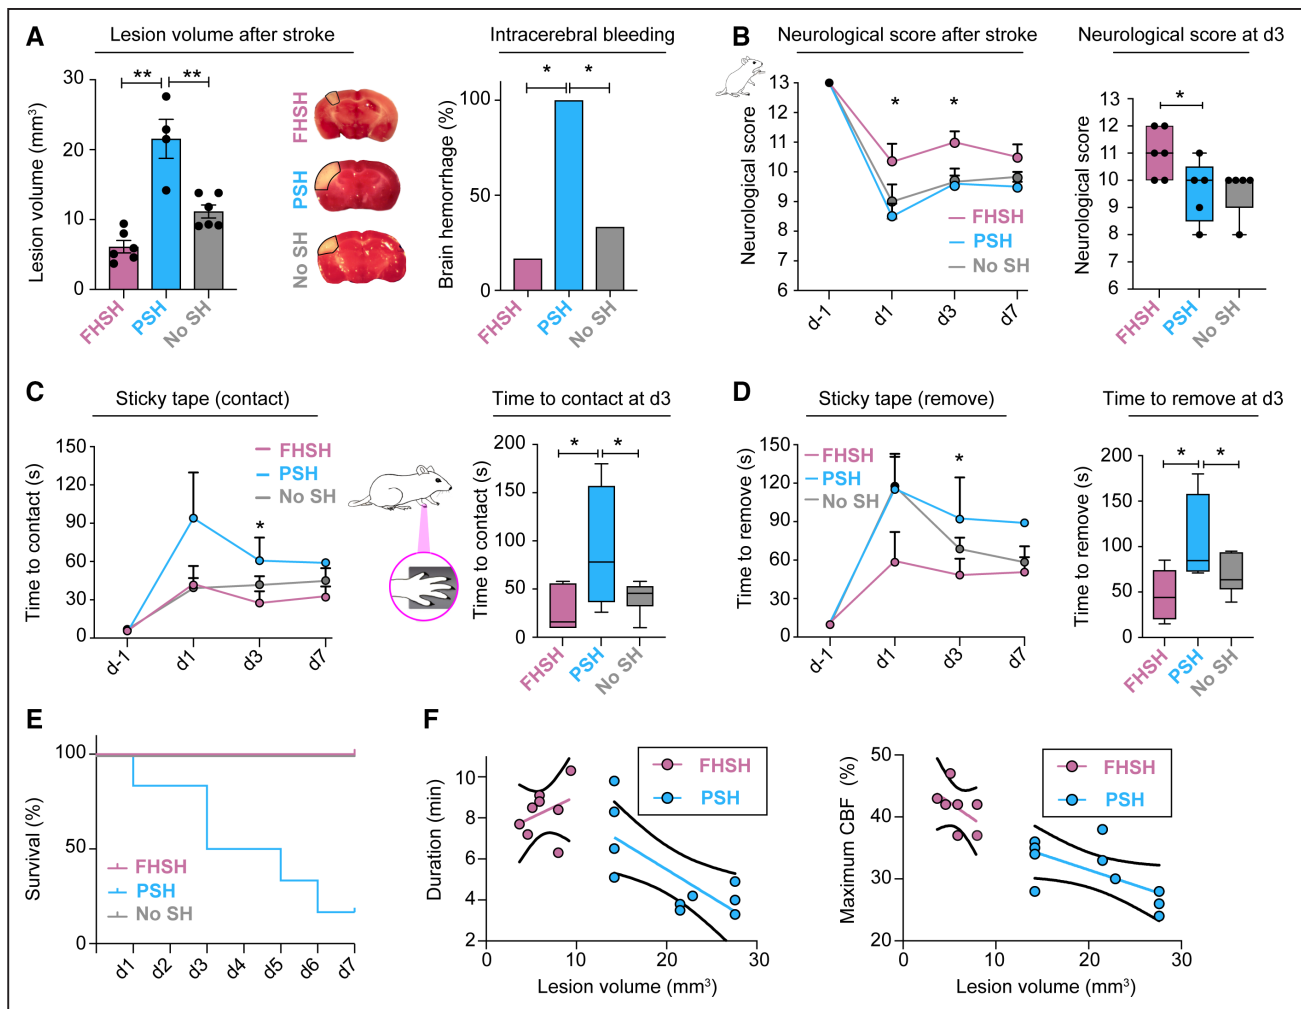 A
Lesion volume after stroke
Lesion volume (mm³)
30
20
10
0
** **
FHSH
PSH
No SH
FHSH
PSH
No SH
Intracerebral bleeding
Brain hemorrhage (%)
100
50
0
* *
FHSH
PSH
No SH
B
Neurological score after stroke
Neurological score
13
12
11
10
9
8
7
6
* *
FHSH
PSH
No SH
d-1
d1
d3
d7
Neurological score at d3
Neurological score
13
12
11
10
9
8
7
6
*
FHSH
PSH
No SH
C
Sticky tape (contact)
Time to contact (s)
150
120
90
60
30
0
FHSH
PSH
No SH
*
d-1
d1
d3
d7
Time to contact at d3
Time to contact (s)
200
150
100
50
0
* *
FHSH
PSH
No SH
D
Sticky tape (remove)
Time to remove (s)
150
120
90
60
30
0
FHSH
PSH
No SH
*
d-1
d1
d3
d7
Time to remove at d3
Time to remove (s)
200
150
100
50
0
* *
FHSH
PSH
No SH
E
Survival (%)
100
50
0
FHSH
PSH
No SH
d1
d2
d3
d4
d5
d6
d7
F
Duration (min)
10
8
6
4
2
FHSH
PSH
0 10 20 30
Lesion volume (mm³)
Maximum CBF (%)
50
40
30
20
FHSH
PSH
0 10 20 30
Lesion volume (mm³)